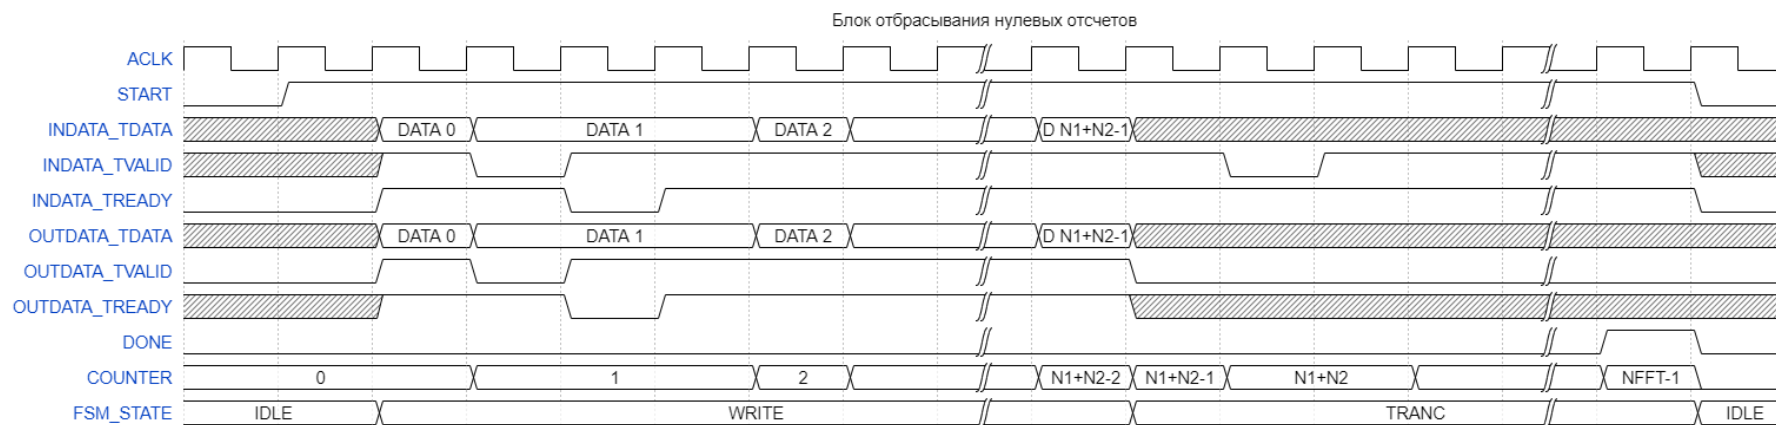 Блок отбрасывания нулевых отсчетов
ACLK
START
INDATA_TDATA DATA 0 DATA 1 DATA 2 D N1+N2-1
INDATA_TVALID
INDATA_TREADY
OUTDATA_TDATA DATA 0 DATA 1 DATA 2 D N1+N2-1
OUTDATA_TVALID
OUTDATA_TREADY
DONE
COUNTER 0 1 2 N1+N2-2 N1+N2-1 N1+N2 NFFT-1
FSM_STATE IDLE WRITE TRANC IDLE